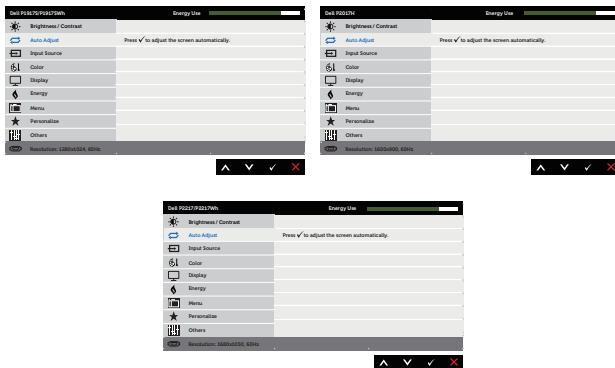 Dell P1917S/P1917SWh Energy Use
Brightness / Contrast
Auto Adjust Press ✓ to adjust the screen automatically.
Input Source
Color
Display
Energy
Menu
Personalize
Others
Resolution: 1280x1024, 60Hz
Dell P2017H Energy Use
Brightness / Contrast
Auto Adjust Press ✓ to adjust the screen automatically.
Input Source
Color
Display
Energy
Menu
Personalize
Others
Resolution: 1600x900, 60Hz
Dell P2217/P2217Wh Energy Use
Brightness / Contrast
Auto Adjust Press ✓ to adjust the screen automatically.
Input Source
Color
Display
Energy
Menu
Personalize
Others
Resolution: 1680x1050, 60Hz